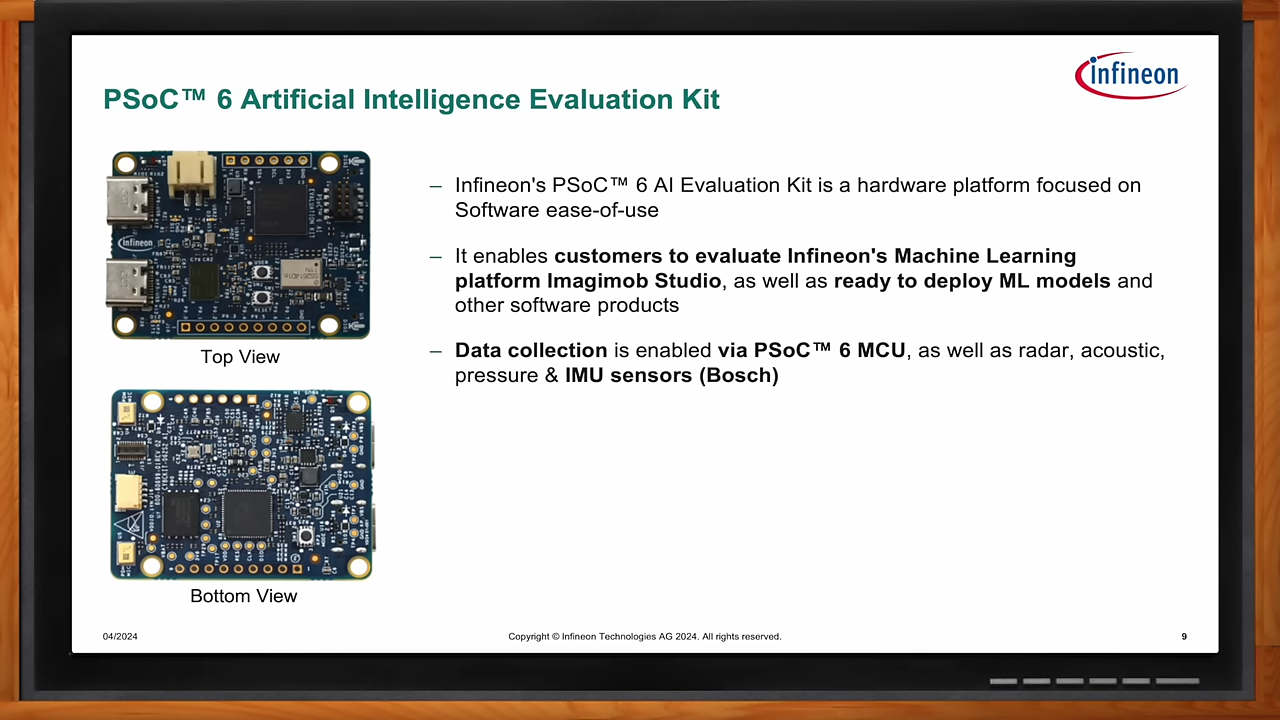 infineon
PSoC™ 6 Artificial Intelligence Evaluation Kit
infineon
USER
RESET
Top View
Bottom View
– Infineon's PSoC™ 6 AI Evaluation Kit is a hardware platform focused on
Software ease-of-use
– It enables customers to evaluate Infineon's Machine Learning
platform Imagimob Studio, as well as ready to deploy ML models and
other software products
– Data collection is enabled via PSoC™ 6 MCU, as well as radar, acoustic,
pressure & IMU sensors (Bosch)
04/2024
Copyright © Infineon Technologies AG 2024. All rights reserved.
9